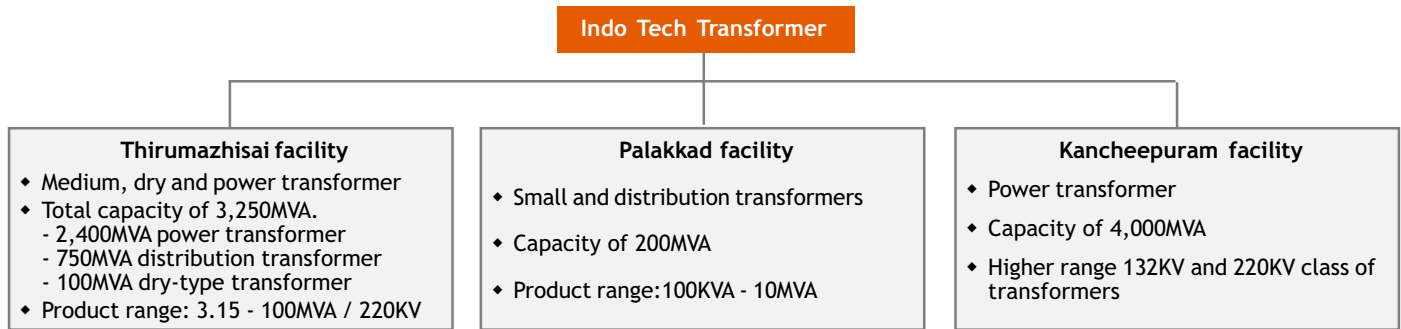 Indo Tech Transformer
Thirumazhisai facility
◆ Medium, dry and power transformer
◆ Total capacity of 3,250MVA.
- 2,400MVA power transformer
- 750MVA distribution transformer
- 100MVA dry-type transformer
◆ Product range: 3.15 - 100MVA / 220KV
Palakkad facility
◆ Small and distribution transformers
◆ Capacity of 200MVA
◆ Product range:100KVA - 10MVA
Kancheepuram facility
◆ Power transformer
◆ Capacity of 4,000MVA
◆ Higher range 132KV and 220KV class of
transformers